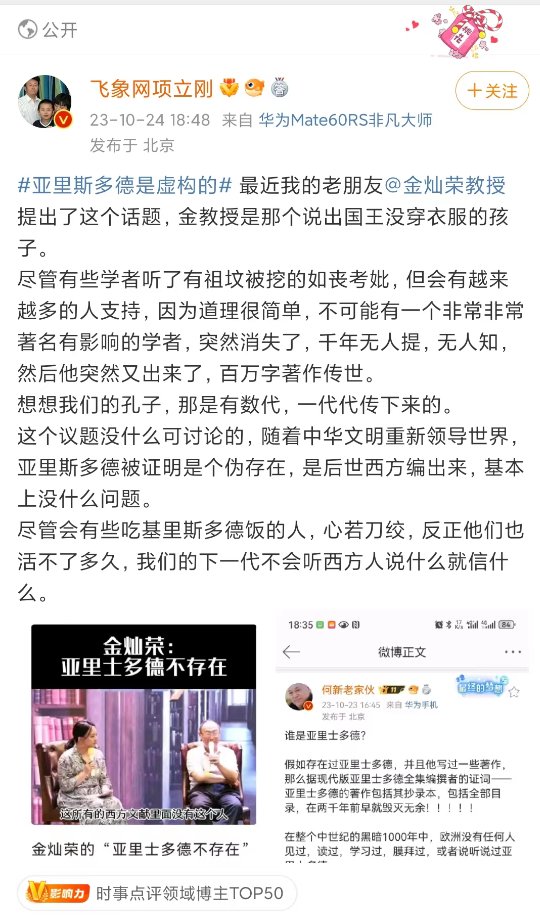 公开
飞象网项立刚
+关注
23-10-24 18:48 来自 华为Mate60RS非凡大师
发布于 北京
#亚里斯多德是虚构的# 最近我的老朋友@金灿荣教授
提出了这个话题，金教授是那个说出国王没穿衣服的孩
子。
尽管有些学者听了有祖坟被挖的如丧考妣，但会有越来
越多的人支持，因为道理很简单，不可能有一个非常非常
著名有影响的学者，突然消失了，千年无人提，无人知，
然后他突然又出来了，百万字著作传世。
想想我们的孔子，那是有数代，一代代传下来的。
这个议题没什么可讨论的，随着中华文明重新领导世界，
亚里斯多德被证明是个伪存在，是后世西方编出来，基本
上没什么问题。
尽管会有些吃基里斯多德饭的人，心若刀绞，反正他们也
活不了多久，我们的下一代不会听西方人说什么就信什
么。
金灿荣：
亚里士多德不存在
这所有的西方文献里面没有这个人
金灿荣的“亚里士多德不存在”
18:35
84
微博正文
何新老家伙
23-10-23 16:45 来自 华为手机
发布于 北京
谁是亚里士多德？
假如存在过亚里士多德，并且他写过一些著作，
那么据现代版亚里士多德全集编撰者的证词——
亚里士多德的著作包括其抄录本，包括全部目
录，在两千年前早就毁灭无余！！！！！
在整个中世纪的黑暗1000年中，欧洲没有任何人
见过，读过，学习过，膜拜过，或者说听说过亚
影响力 时事点评领域博主TOP50